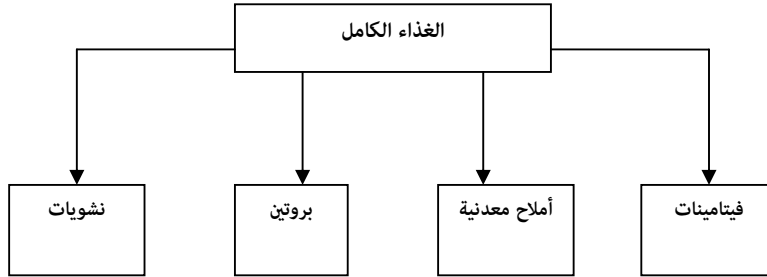 الغذاء الكامل
فيتامينات
أملاح معدنية
بروتين
نشويات